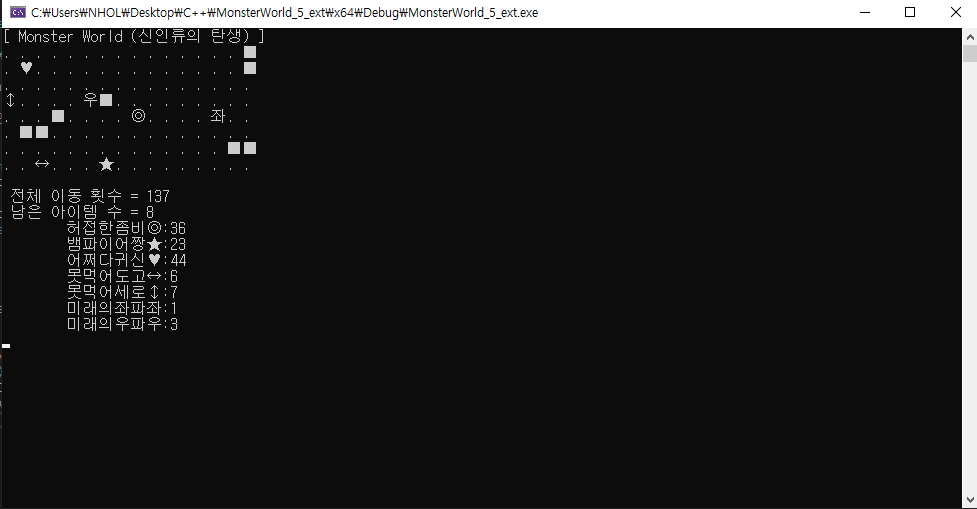 C:₩Users₩NHOL₩Desktop₩C++₩MonsterWorld_5_ext₩x64₩Debug₩MonsterWorld_5_ext.exe
[ Monster World (신인류의 탄생) ]
. . . . . . . . . . . . . . . ■
. ♥ . . . . . . . . . . . . . ■
. . . . . . . . . . . . . . . .
↕ . . . . 우■ . . . . . . . . .
. . . ■ . . . . ◎ . . . . 좌. .
. ■■ . . . . . . . . . . . . .
. . . . . . . . . . . . . . ■■
. . ↔ . . . ★ . . . . . . . . .
전체 이동 횟수 = 137
남은 아이템 수 = 8
허접한좀비◎:36
뱀파이어짱★:23
어쩌다귀신♥:44
못먹어도고↔:6
못먹어세로↕:7
미래의좌파좌:1
미래의우파우:3